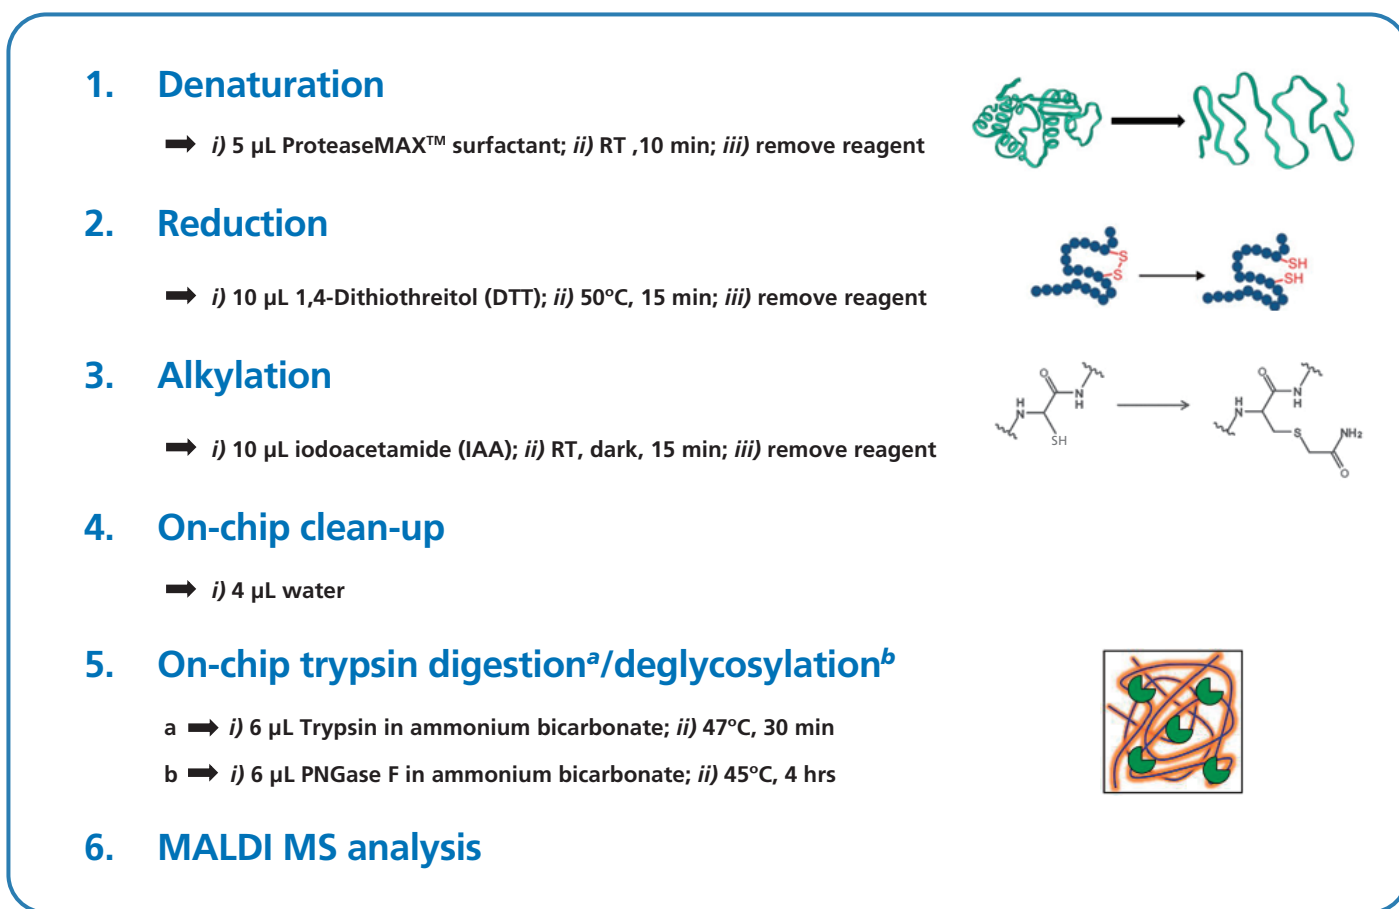 1. Denaturation
➡ i) 5 µL ProteaseMAX™ surfactant; ii) RT ,10 min; iii) remove reagent
2. Reduction
S
S
SH
SH
➡ i) 10 µL 1,4-Dithiothreitol (DTT); ii) 50ºC, 15 min; iii) remove reagent
3. Alkylation
O
H
N
N
H
SH
O
H
N
N
H
S
NH₂
O
➡ i) 10 µL iodoacetamide (IAA); ii) RT, dark, 15 min; iii) remove reagent
4. On-chip clean-up
➡ i) 4 µL water
5. On-chip trypsin digestionᵃ/deglycosylationᵇ
a ➡ i) 6 µL Trypsin in ammonium bicarbonate; ii) 47ºC, 30 min
b ➡ i) 6 µL PNGase F in ammonium bicarbonate; ii) 45ºC, 4 hrs
6. MALDI MS analysis